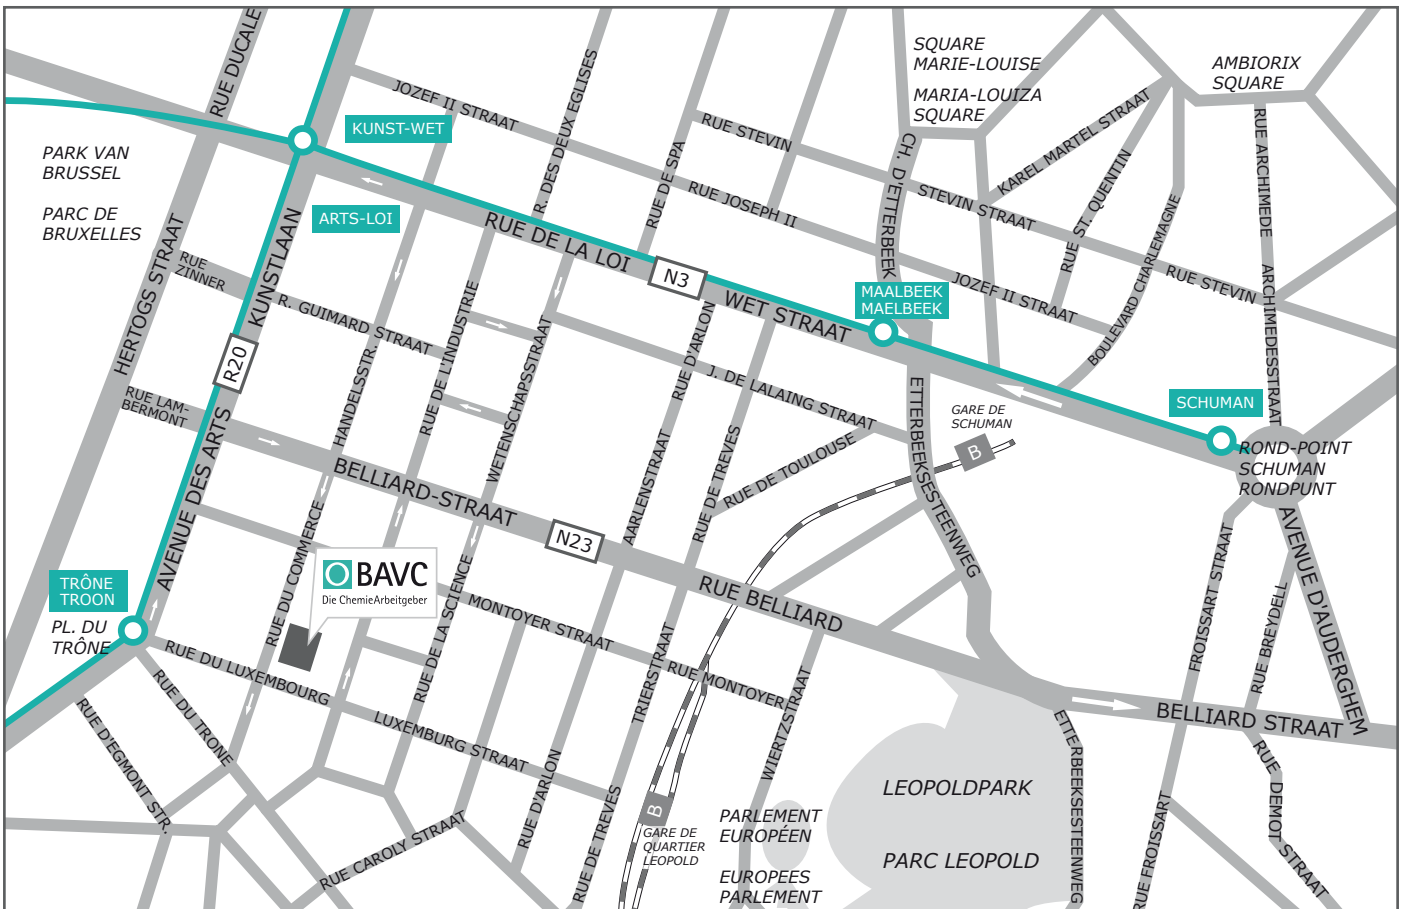 RUE DUCALE
KUNST-WET
JOZEF II STRAAT
R. DES DEUX EGLISES
RUE DE SPA
RUE STEVIN
SQUARE
MARIE-LOUISE
MARIA-LOUIZA
SQUARE
AMBIORIX
SQUARE
PARK VAN
BRUSSEL
PARC DE
BRUXELLES
ARTS-LOI
RUE DE LA LOI
N3
WET STRAAT
RUE JOSEPH II
CH. D'ETTERBEEK
STEVIN STRAAT
KAREL MARTEL STRAAT
RUE ST. QUENTIN
BOULEVARD CHARLEMAGNE
RUE ARCHIMEDE
ARCHIMEDESSTRAAT
RUE STEVIN
JOZEF II STRAAT
MAALBEEK
MAELBEEK
HERTOGS STRAAT
RUE
ZINNER
KUNSTLAAN
R. GUIMARD STRAAT
R20
RUE LAM-
BERMONT
AVENUE DES ARTS
HANDELSSTR.
RUE DE L'INDUSTRIE
WETENSCHAPSSTRAAT
RUE D'ARLON
J. DE LALAING STRAAT
RUE DE TOULOUSE
RUE DE TREVES
AARLENSTRAAT
ETTERBEEKSESTEENWEG
GARE DE
SCHUMAN
B
SCHUMAN
ROND-POINT
SCHUMAN
RONDPUNT
BELLIARD-STRAAT
N23
RUE BELLIARD
RUE DU COMMERCE
BAVC
Die ChemieArbeitgeber
RUE DE LA SCIENCE
MONTOYER STRAAT
RUE MONTOYER
TRÔNE
TROON
PL. DU
TRÔNE
RUE DU LUXEMBOURG
LUXEMBURG STRAAT
RUE D'EGMONT STR.
RUE DU TRONE
RUE CAROLY STRAAT
RUE D'ARLON
RUE DE TREVES
TRIERSTRAAT
WIERTZSTRAAT
B
GARE DE
QUARTIER
LEOPOLD
PARLEMENT
EUROPÉEN
EUROPEES
PARLEMENT
LEOPOLDPARK
PARC LEOPOLD
ETTERBEEKSESTEENWEG
FROISSART STRAAT
RUE BREYDELL
AVENUE D'AUDERGHEM
BELLIARD STRAAT
RUE FROISSART
RUE DEMOT STRAAT